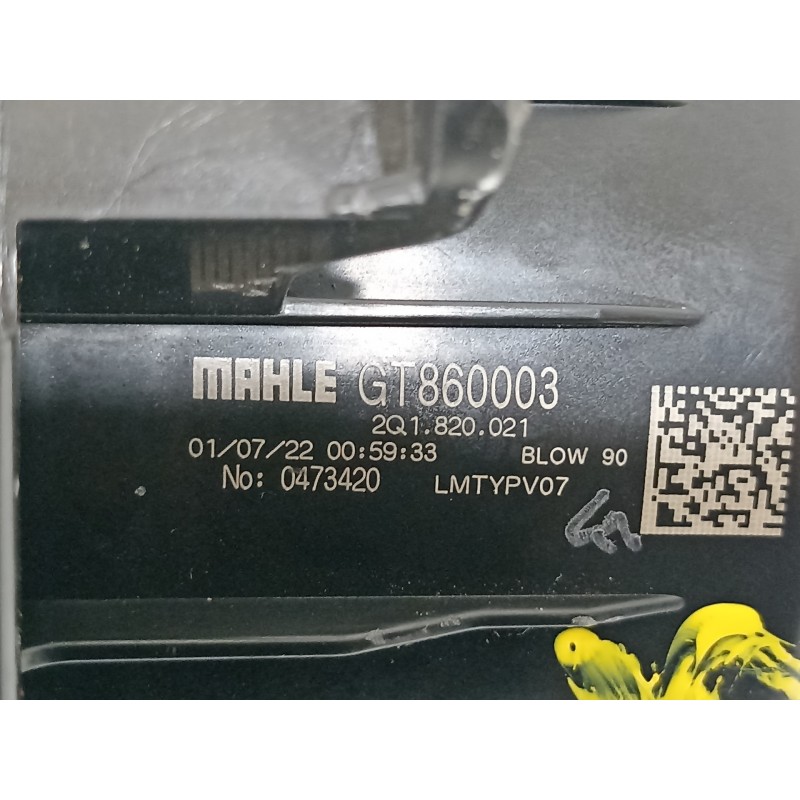 MAHLE GT860003
2Q1.820.021
01/07/22 00:59:33 BLOW 90
No: 0473420 LMTYPV07